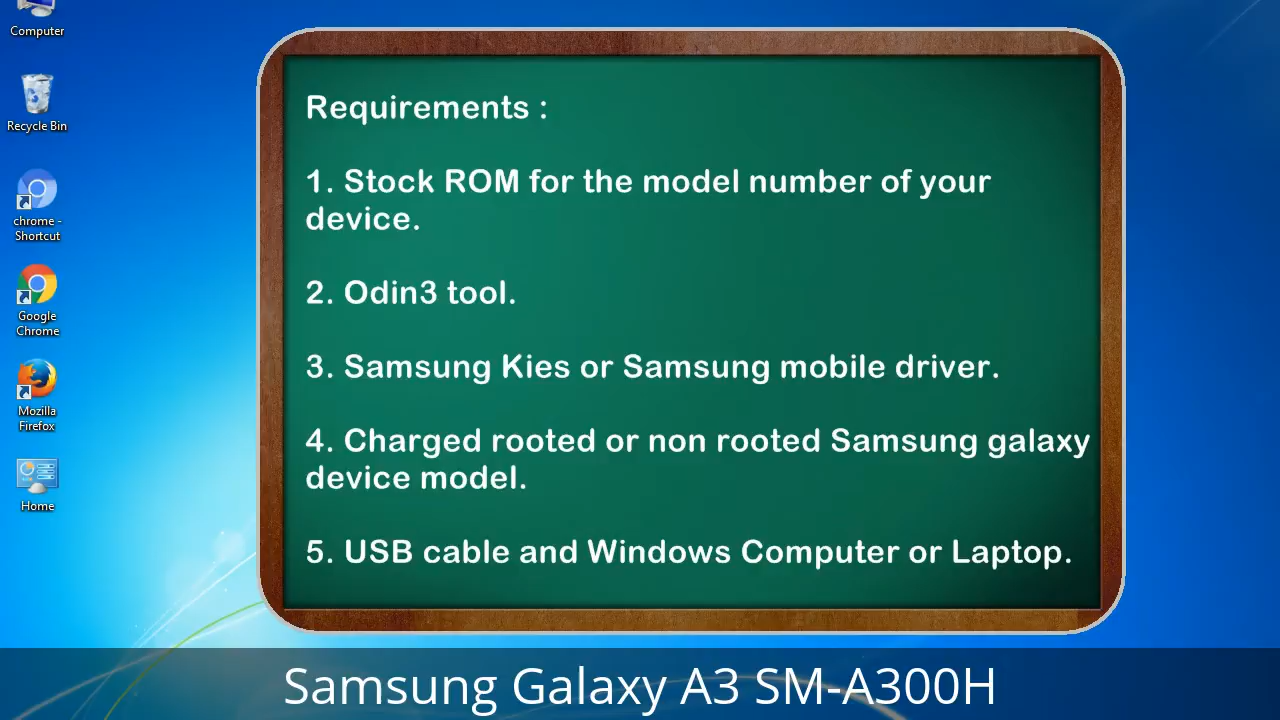 Computer
Recycle Bin
chrome -
Shortcut
Google
Chrome
Mozilla
Firefox
Home
Requirements :
1. Stock ROM for the model number of your
device.
2. Odin3 tool.
3. Samsung Kies or Samsung mobile driver.
4. Charged rooted or non rooted Samsung galaxy
device model.
5. USB cable and Windows Computer or Laptop.
Samsung Galaxy A3 SM-A300H